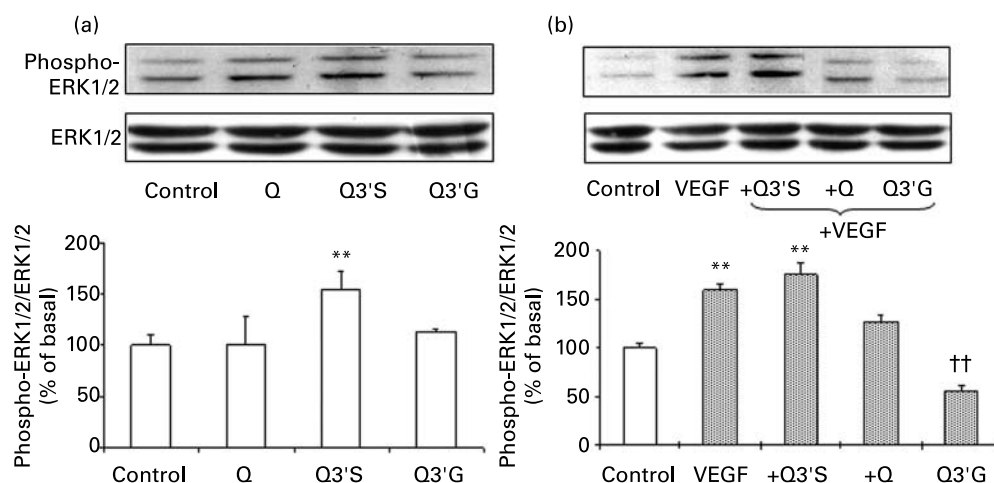 (a)
Phospho-
ERK1/2
ERK1/2
Control Q Q3'S Q3'G
Phospho-ERK1/2/ERK1/2
(% of basal)
200
150
100
50
0
**
Control Q Q3'S Q3'G
(b)
Control VEGF +Q3'S +Q Q3'G
+VEGF
Phospho-ERK1/2/ERK1/2
(% of basal)
200
150
100
50
0
** ** ††
Control VEGF +Q3'S +Q Q3'G